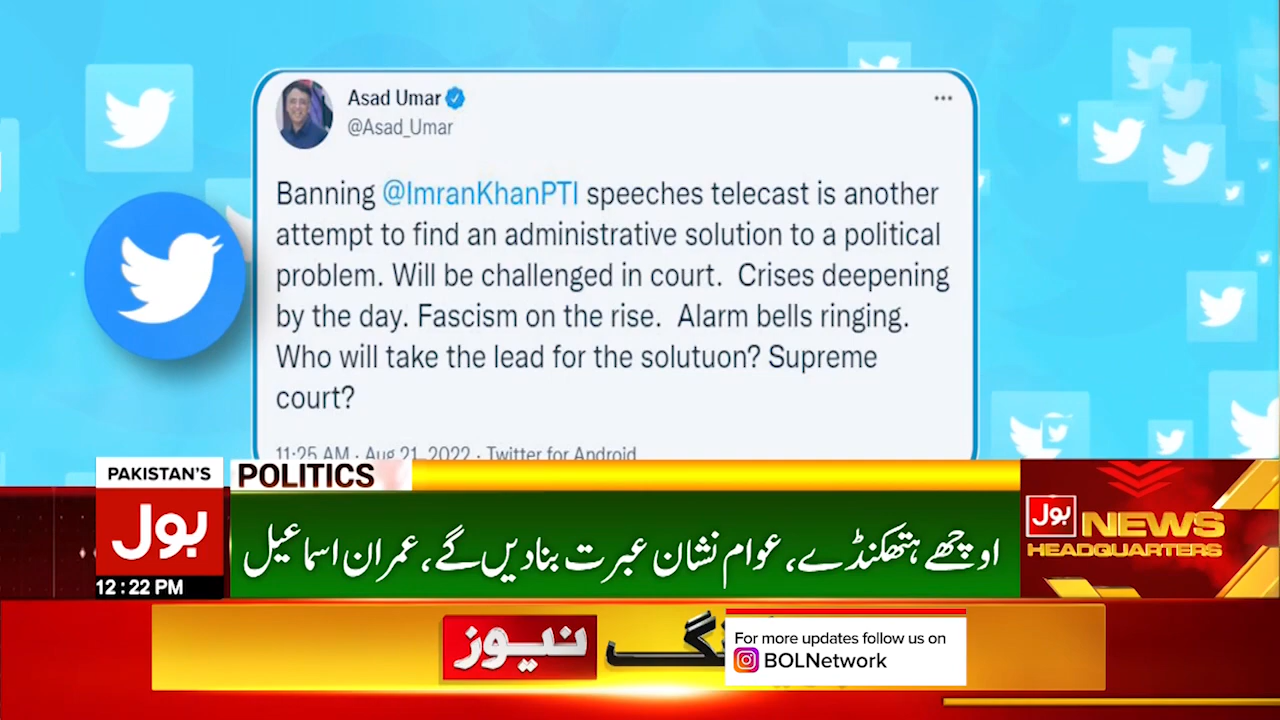 Asad Umar
@Asad_Umar
Banning @ImranKhanPTI speeches telecast is another
attempt to find an administrative solution to a political
problem. Will be challenged in court. Crises deepening
by the day. Fascism on the rise. Alarm bells ringing.
Who will take the lead for the solutuon? Supreme
court?
11:25 AM · Aug 21, 2022 · Twitter for Android
PAKISTAN'S
بول
12:22 PM
POLITICS
اوچھے ہتھکنڈے، عوام نشان عبرت بنادیں گے، عمران اسماعیل
بول NEWS
HEADQUARTERS
نیوز
For more updates follow us on
BOLNetwork